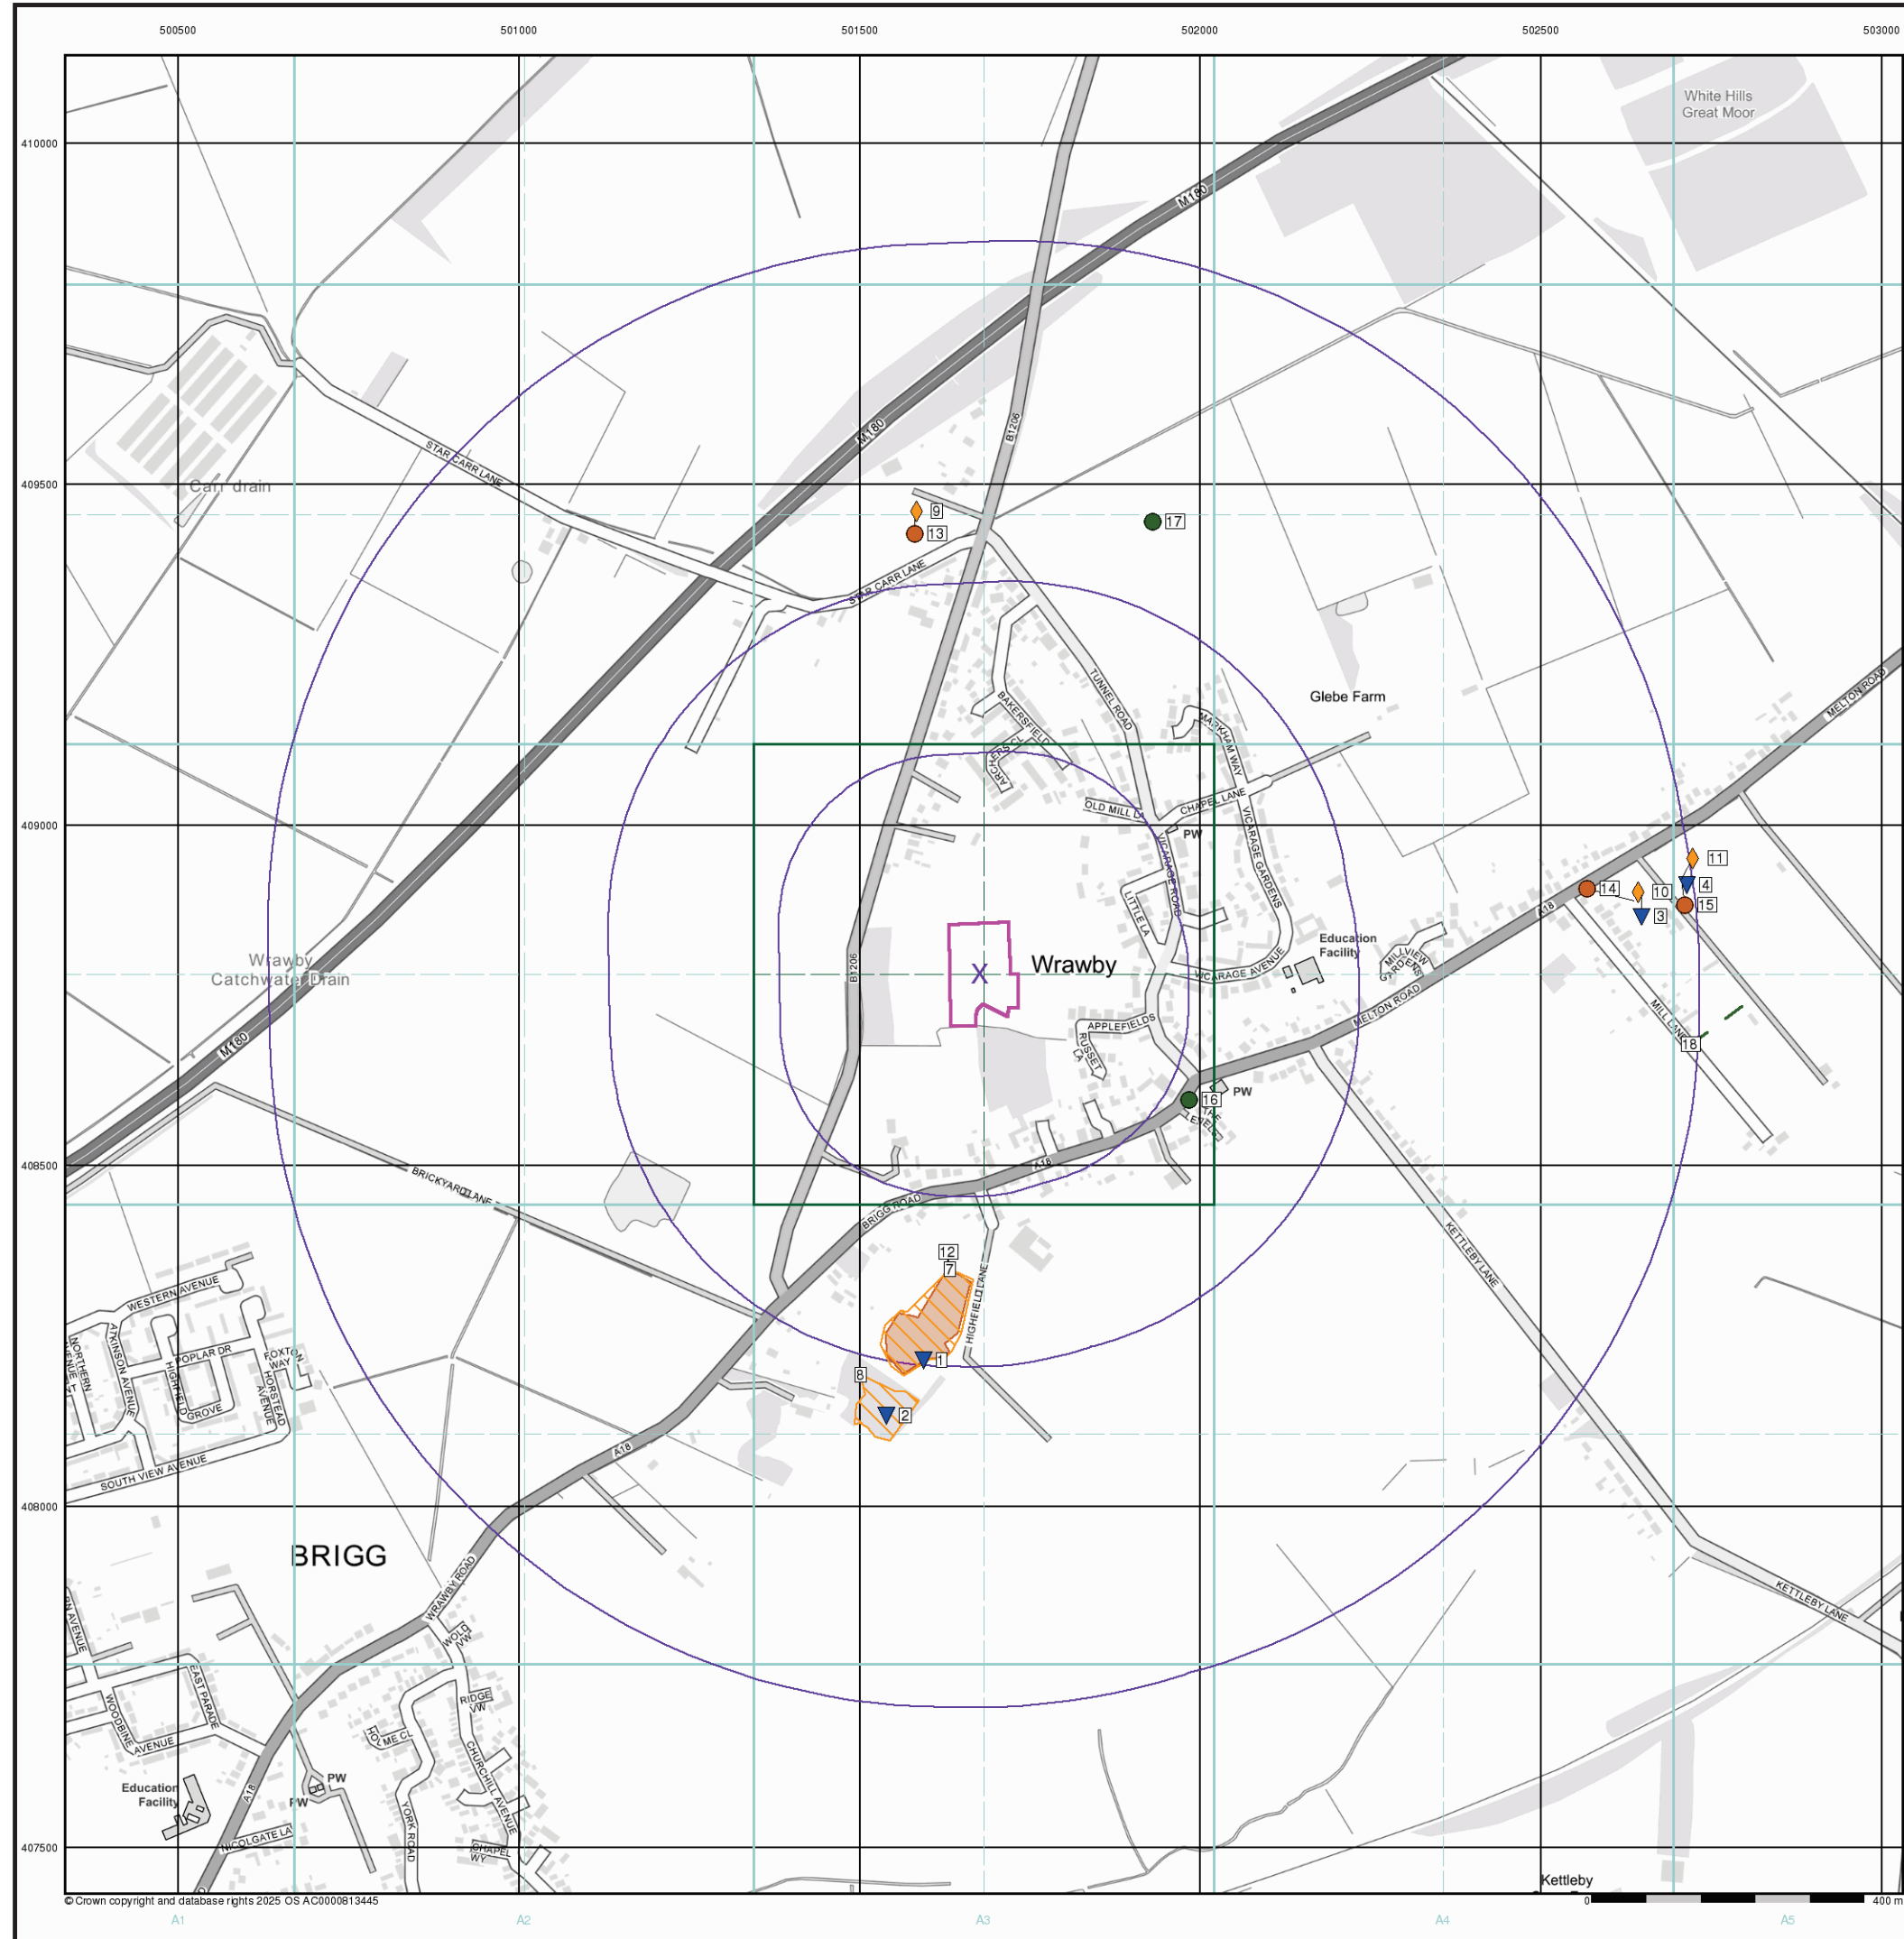 500500
501000
501500
502000
502500
503000
White Hills
Great Moor
410000
M180
M180
B1206
STAR CARR LANE
409500
Carr drain
9
13
17
STAR CARR LANE
TUNNEL ROAD
Glebe Farm
MELTON ROAD
BAKERSFIELD
MARKHAM WAY
ARCHERS CL
OLD MILL L
CHAPEL LANE
409000
PW
VICARAGE ROAD
VICARAGE GARDENS
11
4
14
10
15
3
LITTLE LA
A18
Education
Facility
Wrawby
Catchwater Drain
B1206
X
Wrawby
VICARAGE AVENUE
MILLVIEW
GARDENS
MELTON ROAD
MILL LANE
M180
APPLEFIELDS
RUSSET
LA
18
PW
16
THE
408500
A18
BRICKYARD LANE
BRIGG ROAD
KETTLEBY LANE
12
7
WESTERN AVENUE
HIGHFIELD LANE
ATKINSON AVENUE
NORTHERN
POPLAR DR
FOXTON
WAY
HIGHFIELD
GROVE
HORSTEAD
AVENUE
1
8
2
A18
SOUTH VIEW AVENUE
408000
BRIGG
WRAWBY ROAD
KETTLEBY LANE
RN AVENUE
WOLD
VW
EAST PARADE
WOODBINE
AVENUE
RIDGE
VW
HOLME CL
CHURCHILL AVENUE
PW
Education
Facility
PW
A18
YORK ROAD
NICOLGATE LA
CHAPEL
WY
407500
Kettleby
© Crown copyright and database rights 2025 OS AC0000813445
0
400 m
A1
A2
A3
A4
A5